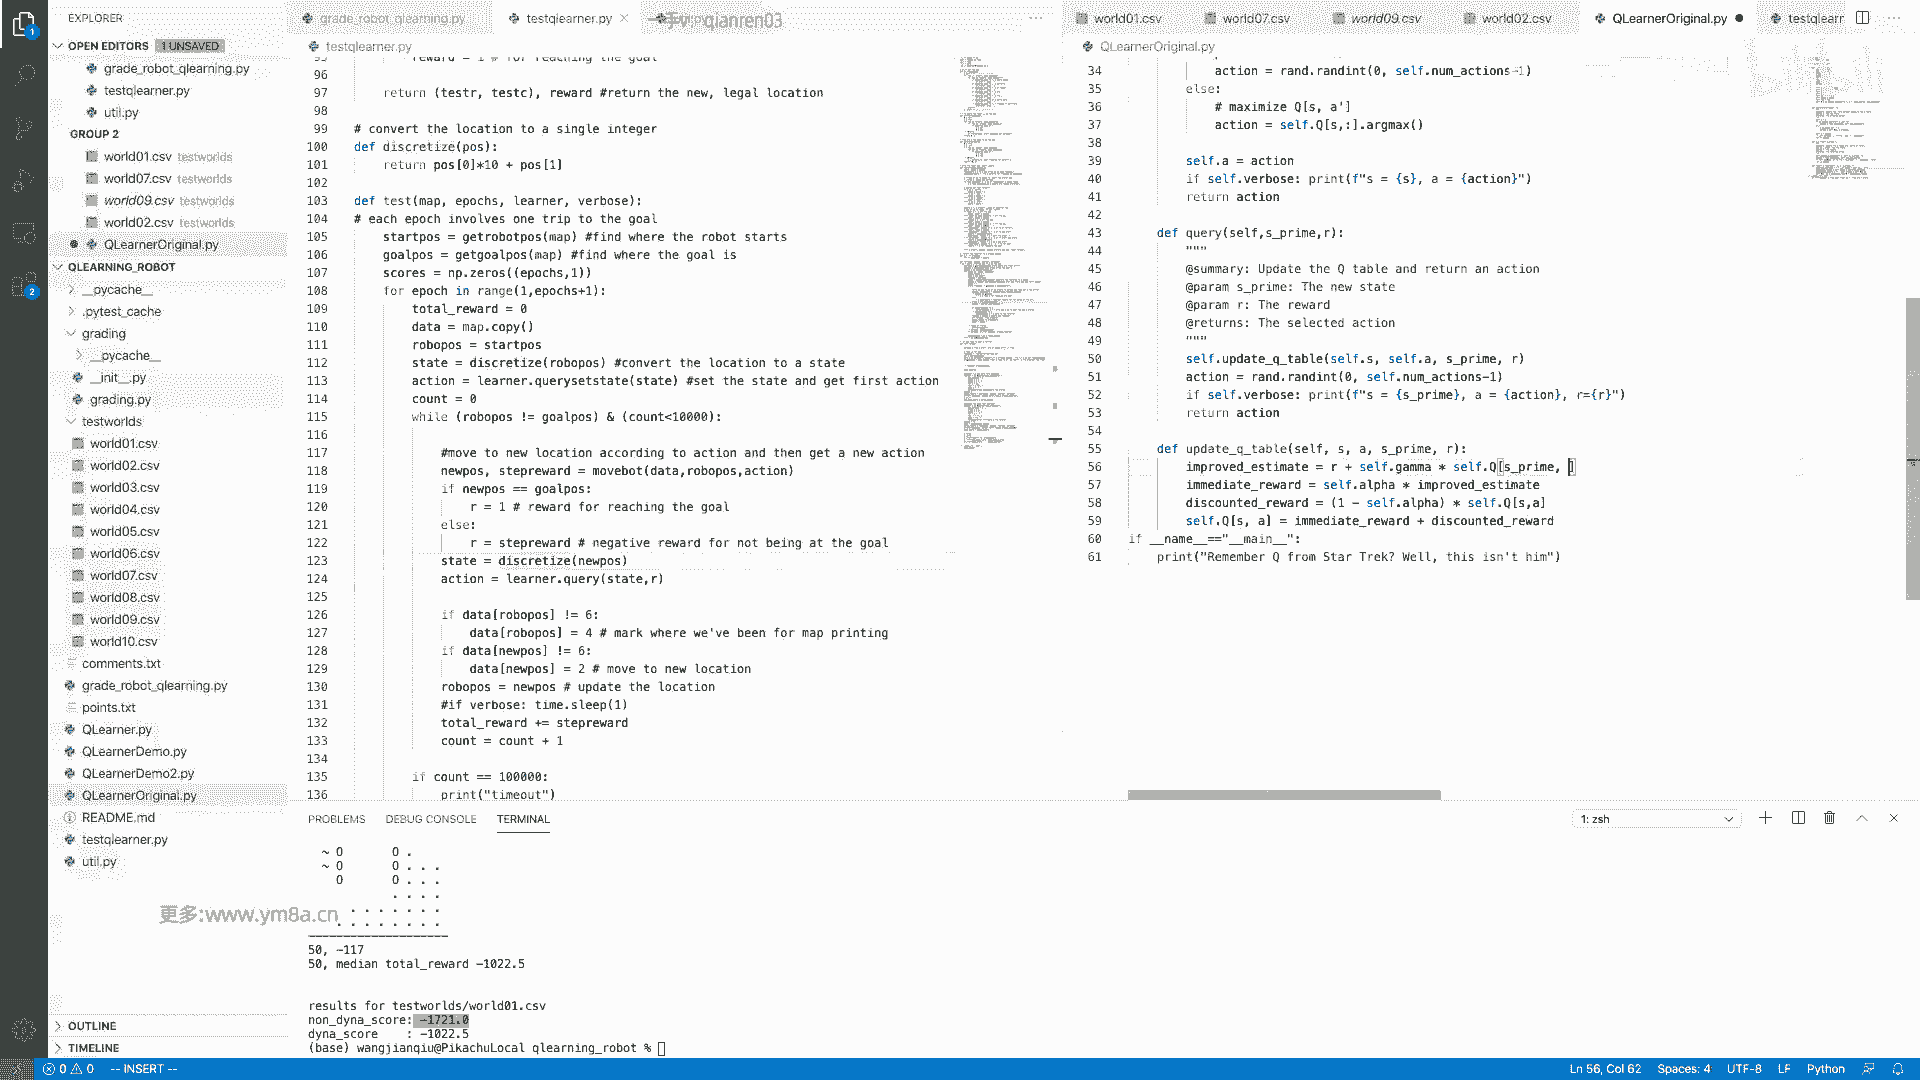 EXPLORER
OPEN EDITORS 1 UNSAVED
grade_robot_qlearning.py
testqlearner.py
util.py
GROUP 2
world01.csv testworlds
world07.csv testworlds
world09.csv testworlds
world02.csv testworlds
QLearnerOriginal.py
QLEARNING_ROBOT
__pycache__
.pytest_cache
grading
__pycache__
__init__.py
grading.py
testworlds
world01.csv
world02.csv
world03.csv
world04.csv
world05.csv
world06.csv
world07.csv
world08.csv
world09.csv
world10.csv
comments.txt
grade_robot_qlearning.py
points.txt
QLearner.py
QLearnerDemo.py
QLearnerDemo2.py
QLearnerOriginal.py
README.md
testqlearner.py
util.py
更多:www.ym8a.cn
OUTLINE
TIMELINE
grade_robot_qlearning.py testqlearner.py
qianren03
testqlearner.py
95 reward = 1 # for reaching the goal
96
97 return (testr, testc), reward #return the new, legal location
98
99 # convert the location to a single integer
100 def discretize(pos):
101 return pos[0]*10 + pos[1]
102
103 def test(map, epochs, learner, verbose):
104 # each epoch involves one trip to the goal
105 startpos = getrobotpos(map) #find where the robot starts
106 goalpos = getgoalpos(map) #find where the goal is
107 scores = np.zeros((epochs,1))
108 for epoch in range(1,epochs+1):
109 total_reward = 0
110 data = map.copy()
111 robopos = startpos
112 state = discretize(robopos) #convert the location to a state
113 action = learner.querysetstate(state) #set the state and get first action
114 count = 0
115 while (robopos != goalpos) & (count<10000):
116
117 #move to new location according to action and then get a new action
118 newpos, stepreward = movebot(data,robopos,action)
119 if newpos == goalpos:
120 r = 1 # reward for reaching the goal
121 else:
122 r = stepreward # negative reward for not being at the goal
123 state = discretize(newpos)
124 action = learner.query(state,r)
125
126 if data[robopos] != 6:
127 data[robopos] = 4 # mark where we've been for map printing
128 if data[newpos] != 6:
129 data[newpos] = 2 # move to new location
130 robopos = newpos # update the location
131 #if verbose: time.sleep(1)
132 total_reward += stepreward
133 count = count + 1
134
135 if count == 100000:
136 print("timeout")
world01.csv world07.csv world09.csv world02.csv QLearnerOriginal.py testqlearr
QLearnerOriginal.py
34 action = rand.randint(0, self.num_actions-1)
35 else:
36 # maximize Q[s, a']
37 action = self.Q[s,:].argmax()
38
39 self.a = action
40 if self.verbose: print(f"s = {s}, a = {action}")
41 return action
42
43 def query(self,s_prime,r):
44 """
45 @summary: Update the Q table and return an action
46 @param s_prime: The new state
47 @param r: The reward
48 @returns: The selected action
49 """
50 self.update_q_table(self.s, self.a, s_prime, r)
51 action = rand.randint(0, self.num_actions-1)
52 if self.verbose: print(f"s = {s_prime}, a = {action}, r={r}")
53 return action
54
55 def update_q_table(self, s, a, s_prime, r):
56 improved_estimate = r + self.gamma * self.Q[s_prime, ]
57 immediate_reward = self.alpha * improved_estimate
58 discounted_reward = (1 - self.alpha) * self.Q[s,a]
59 self.Q[s, a] = immediate_reward + discounted_reward
60 if __name__=="__main__":
61 print("Remember Q from Star Trek? Well, this isn't him")
PROBLEMS DEBUG CONSOLE TERMINAL
1: zsh
~ O O .
~ O O . . .
O O . . .
. . . .
. . . . . . .
. . . . . . . .
--------------------
50, -117
50, median total_reward -1022.5
results for testworlds/world01.csv
non_dyna_score: -1721.0
dyna_score : -1022.5
(base) wangjianqiu@PikachuLocal qlearning_robot %
0 0 -- INSERT --
Ln 56, Col 62 Spaces: 4 UTF-8 LF Python